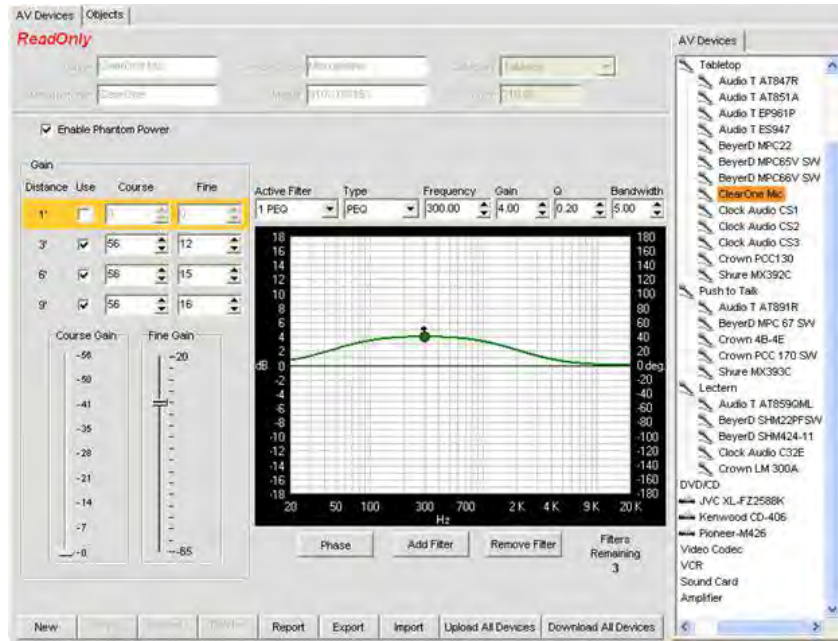 AV Devices Objects
ReadOnly
ClearOne Mic
ClearOne
Enable Phantom Power
Gain
Distance Use Course Fine
1'
3' 56 12
6' 56 15
9' 56 16
Course Gain Fine Gain
-56
-50
-41
-35
-28
-21
-14
-7
-0
-20
--65
Active Filter Type Frequency Gain Q Bandwidth
1 PEQ PEQ 300.00 4.00 0.20 5.00
18 180
16 160
14 140
12 120
10 100
8 80
6 60
4 40
2 20
dB 0 0 deg
-2 -20
-4 -40
-6 -60
-8 -80
-10 -100
-12 -120
-14 -140
-16 -160
-18 -180
20 50 100 300 700 2 K 4 K 9 K 20 K
Hz
Phase Add Filter Remove Filter Filters Remaining
3
New Report Export Import Upload All Devices Download All Devices
AV Devices
Tabletop
Audio T AT847R
Audio T AT851A
Audio T EP961P
Audio T ES947
BeyerD MPC22
BeyerD MPC65V SW
BeyerD MPC66V SW
ClearOne Mic
Clock Audio CS1
Clock Audio CS2
Clock Audio CS3
Crown PCC130
Shure MX392C
Push to Talk
Audio T AT891R
BeyerD MPC 67 SW
Crown 4B-4E
Crown PCC 170 SW
Shure MX393C
Lectern
Audio T AT859QML
BeyerD SHM22PFSW
BeyerD SHM424-11
Clock Audio C32E
Crown LM 300A
DVD/CD
JVC XL-FZ258BK
Kenwood CD-406
Pioneer-M426
Video Codec
VCR
Sound Card
Amplifier